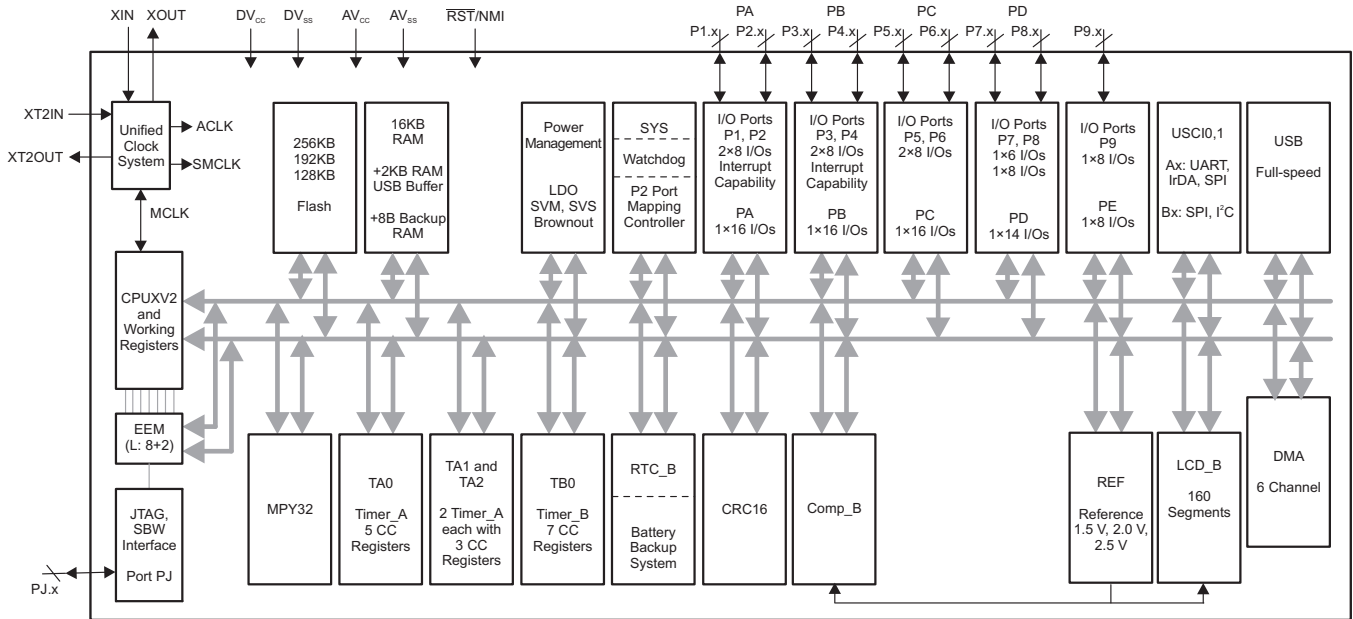 XIN XOUT DVCC DVSS AVCC AVSS RST/NMI
PA PB PC PD
P1.x P2.x P3.x P4.x P5.x P6.x P7.x P8.x P9.x
XT2IN
XT2OUT
Unified
Clock
System
ACLK
SMCLK
MCLK
256KB
192KB
128KB
Flash
16KB
RAM
+2KB RAM
USB Buffer
+8B Backup
RAM
Power
Management
LDO
SVM, SVS
Brownout
SYS
Watchdog
P2 Port
Mapping
Controller
I/O Ports
P1, P2
2×8 I/Os
Interrupt
Capability
PA
1×16 I/Os
I/O Ports
P3, P4
2×8 I/Os
Interrupt
Capability
PB
1×16 I/Os
I/O Ports
P5, P6
2×8 I/Os
PC
1×16 I/Os
I/O Ports
P7, P8
1×6 I/Os
1×8 I/Os
PD
1×14 I/Os
I/O Ports
P9
1×8 I/Os
PE
1×8 I/Os
USCI0,1
Ax: UART,
IrDA, SPI
Bx: SPI, I²C
USB
Full-speed
CPUXV2
and
Working
Registers
EEM
(L: 8+2)
JTAG,
SBW
Interface
Port PJ
PJ.x
MPY32
TA0
Timer_A
5 CC
Registers
TA1 and
TA2
2 Timer_A
each with
3 CC
Registers
TB0
Timer_B
7 CC
Registers
RTC_B
Battery
Backup
System
CRC16
Comp_B
REF
Reference
1.5 V, 2.0 V,
2.5 V
LCD_B
160
Segments
DMA
6 Channel